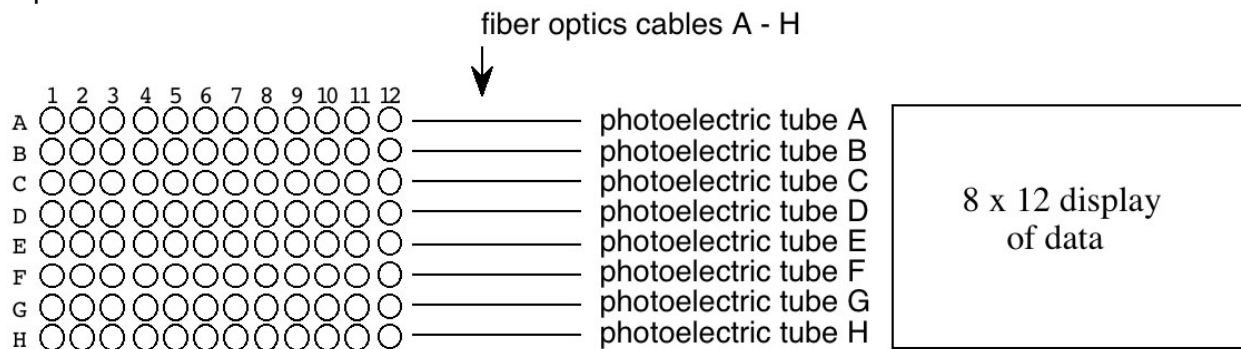 fiber optics cables A - H
1 2 3 4 5 6 7 8 9 10 11 12
A photoelectric tube A
B photoelectric tube B
C photoelectric tube C
D photoelectric tube D
E photoelectric tube E
F photoelectric tube F
G photoelectric tube G
H photoelectric tube H
8 x 12 display
of data